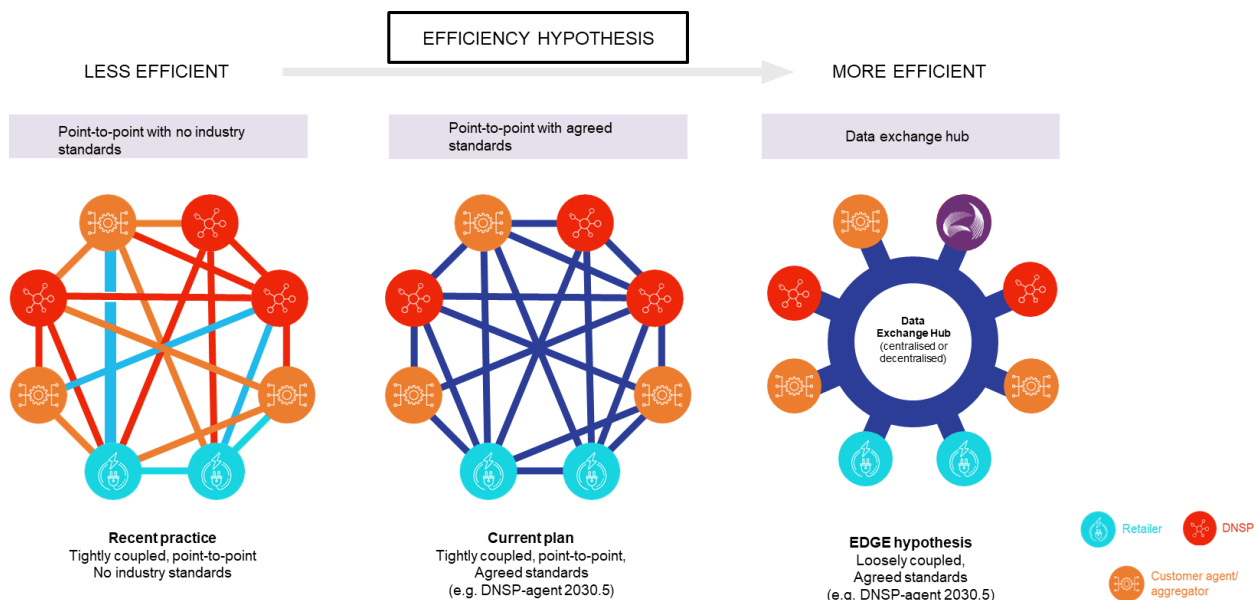 EFFICIENCY HYPOTHESIS
LESS EFFICIENT
MORE EFFICIENT
Point-to-point with no industry
standards
Point-to-point with agreed
standards
Data exchange hub
Data
Exchange Hub
(centralised or
decentralised)
Recent practice
Tightly coupled, point-to-point
No industry standards
Current plan
Tightly coupled, point-to-point,
Agreed standards
(e.g. DNSP-agent 2030.5)
EDGE hypothesis
Loosely coupled,
Agreed standards
(e.g. DNSP-agent 2030.5)
Retailer
DNSP
Customer agent/
aggregator